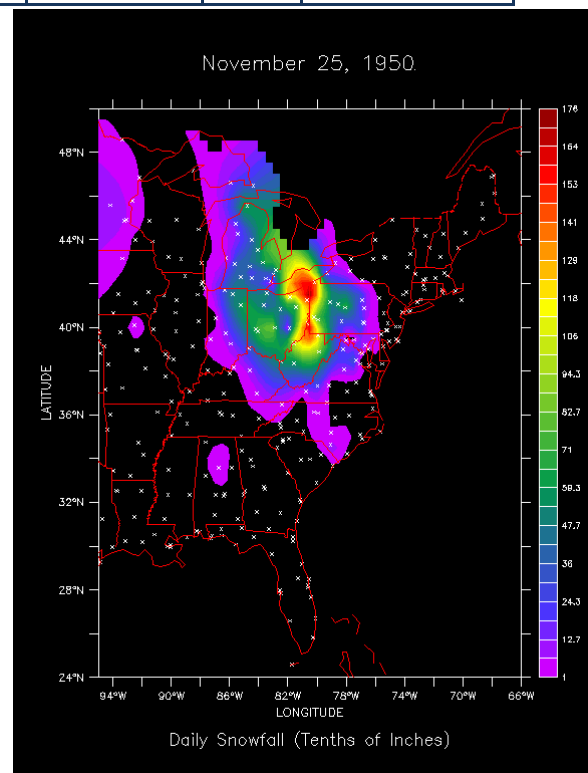 November 25, 1950.
48°N
44°N
40°N
36°N
32°N
28°N
24°N
LATITUDE
94°W 90°W 86°W 82°W 78°W 74°W 70°W 66°W
LONGITUDE
176
164
153
141
129
118
106
94.3
82.7
71
59.3
47.7
36
24.3
12.7
1
Daily Snowfall (Tenths of Inches)